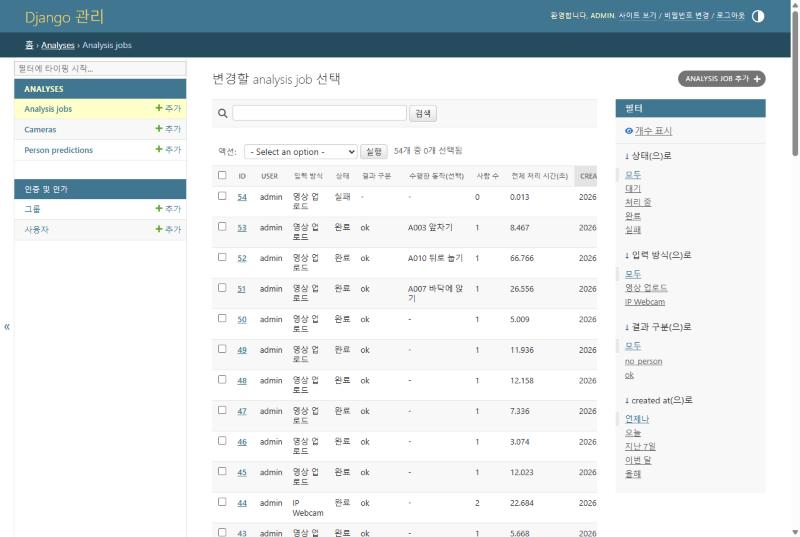 Django 관리
환영합니다, ADMIN. 사이트 보기 / 비밀번호 변경 / 로그아웃
홈 › Analyses › Analysis jobs
필터에 타이핑 시작...
ANALYSES
Analysis jobs + 추가
Cameras + 추가
Person predictions + 추가
인증 및 인가
그룹 + 추가
사용자 + 추가
«
변경할 analysis job 선택
ANALYSIS JOB 추가 +
검색
액션: - Select an option - 실행 54개 중 0개 선택됨
ID USER 입력 방식 상태 결과 구분 수행한 동작(선택) 사람 수 전체 처리 시간(초) CREA
54 admin 영상 업로드 실패 - - 0 0.013 2026
53 admin 영상 업로드 완료 ok A003 앉자기 1 8.467 2026
52 admin 영상 업로드 완료 ok A010 뒤로 눕기 1 66.766 2026
51 admin 영상 업로드 완료 ok A007 바닥에 앉기 1 26.556 2026
50 admin 영상 업로드 완료 ok - 1 5.009 2026
49 admin 영상 업로드 완료 ok - 1 11.936 2026
48 admin 영상 업로드 완료 ok - 1 12.158 2026
47 admin 영상 업로드 완료 ok - 1 7.336 2026
46 admin 영상 업로드 완료 ok - 1 3.074 2026
45 admin 영상 업로드 완료 ok - 1 12.023 2026
44 admin IP Webcam 완료 ok - 2 22.684 2026
43 admin 영상 업 완료 ok - 1 5.668 2026
필터
개수 표시
↓ 상태(으)로
모두
대기
처리 중
완료
실패
↓ 입력 방식(으)로
모두
영상 업로드
IP Webcam
↓ 결과 구분(으)로
모두
no_person
ok
↓ created at(으)로
언제나
오늘
지난 7일
이번 달
올해